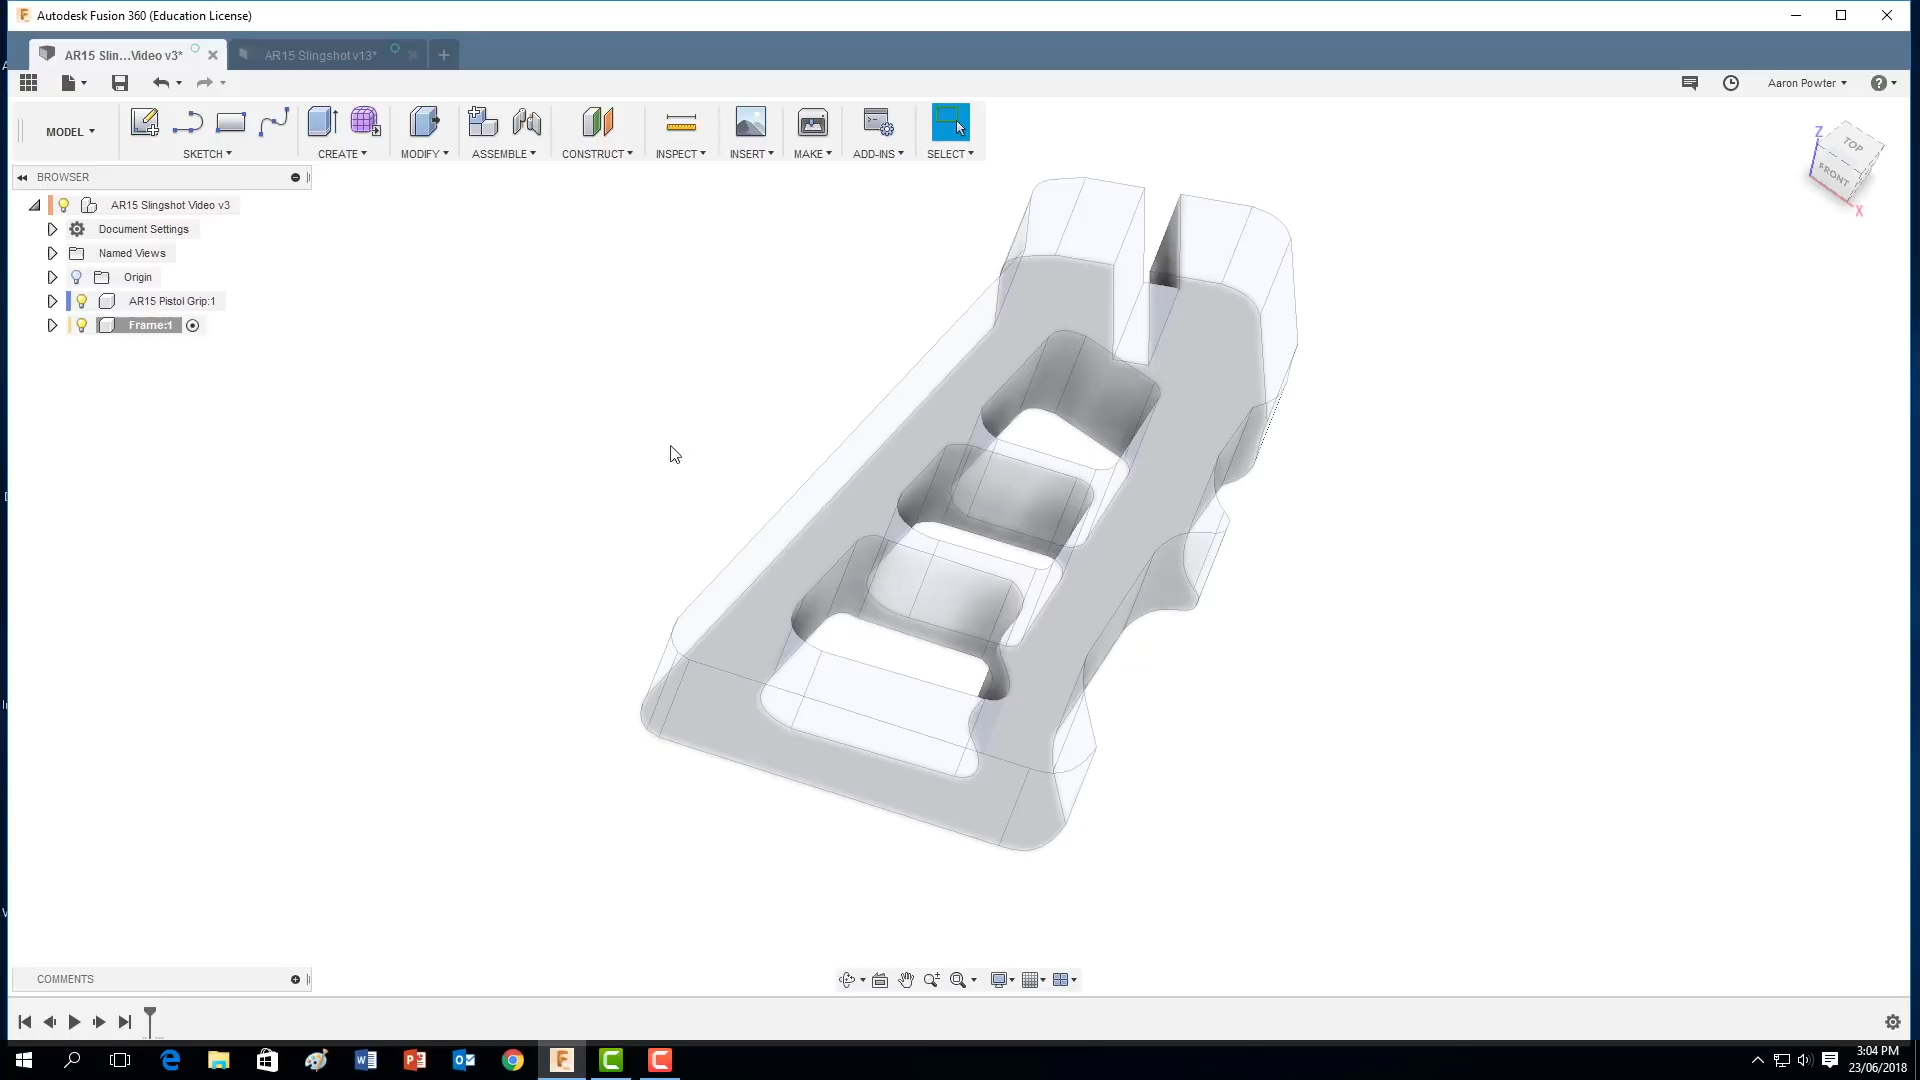 Autodesk Fusion 360 (Education License)
AR15 Slin...Video v3*
AR15 Slingshot v13*
Aaron Powter
MODEL
SKETCH
CREATE
MODIFY
ASSEMBLE
CONSTRUCT
INSPECT
INSERT
MAKE
ADD-INS
SELECT
Z
TOP
FRONT
X
BROWSER
AR15 Slingshot Video v3
Document Settings
Named Views
Origin
AR15 Pistol Grip:1
Frame:1
COMMENTS
3:04 PM
23/06/2018